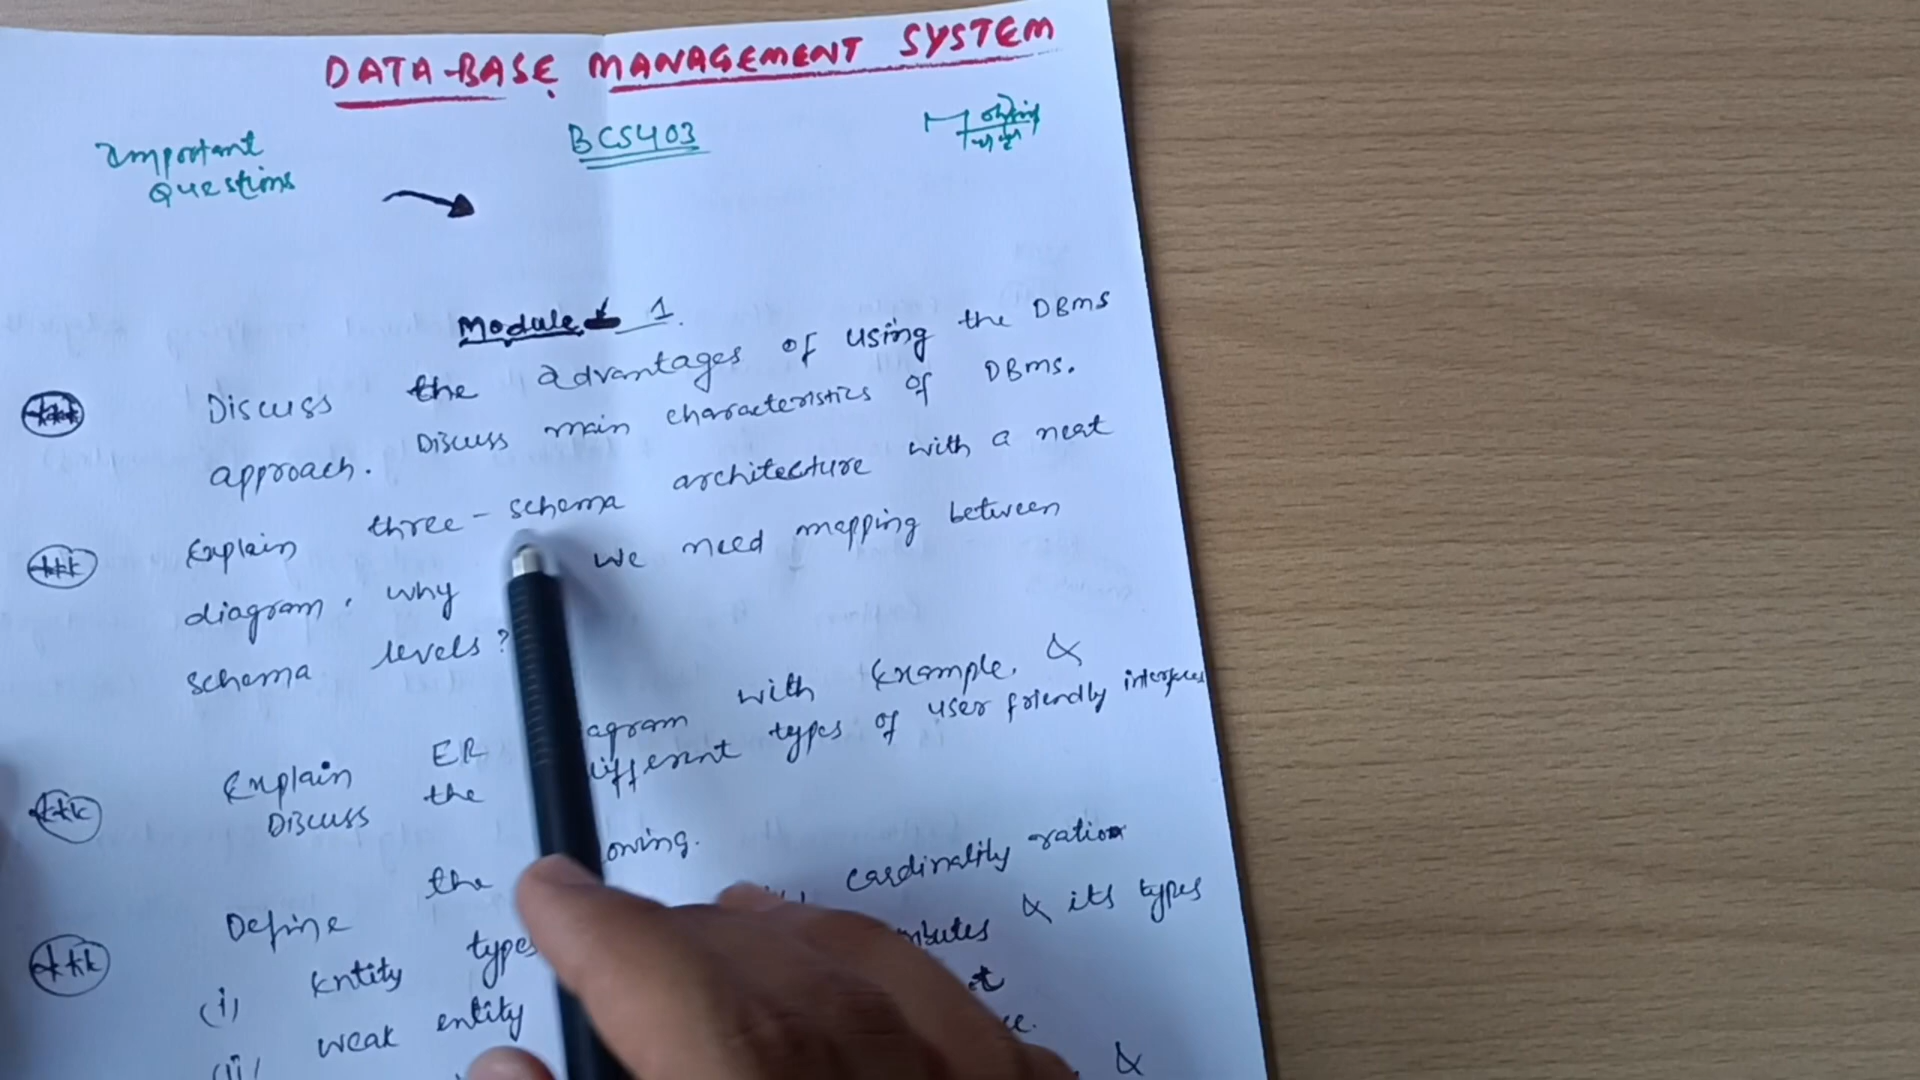 DATA-BASE MANAGEMENT SYSTEM
Important
Questions
BCS403
Module 1.
Discuss the advantages of using the DBMS
approach. Discuss main characteristics of DBMS.
Explain three-schema architecture with a neat
diagram, why we need mapping between
schema levels?
Explain ER agram with Example. &
Discuss the ifferent types of user friendly interfaces
Define the owing.
(i) Entity types cardinality ratio
weak entity & its types
(ii)
&